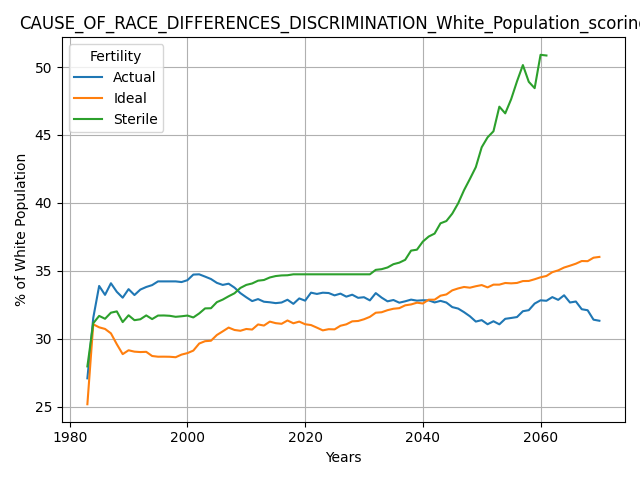 CAUSE_OF_RACE_DIFFERENCES_DISCRIMINATION_White_Population_scorin
Fertility
Actual
Ideal
Sterile
% of White Population
50
45
40
35
30
25
1980
2000
2020
2040
2060
Years